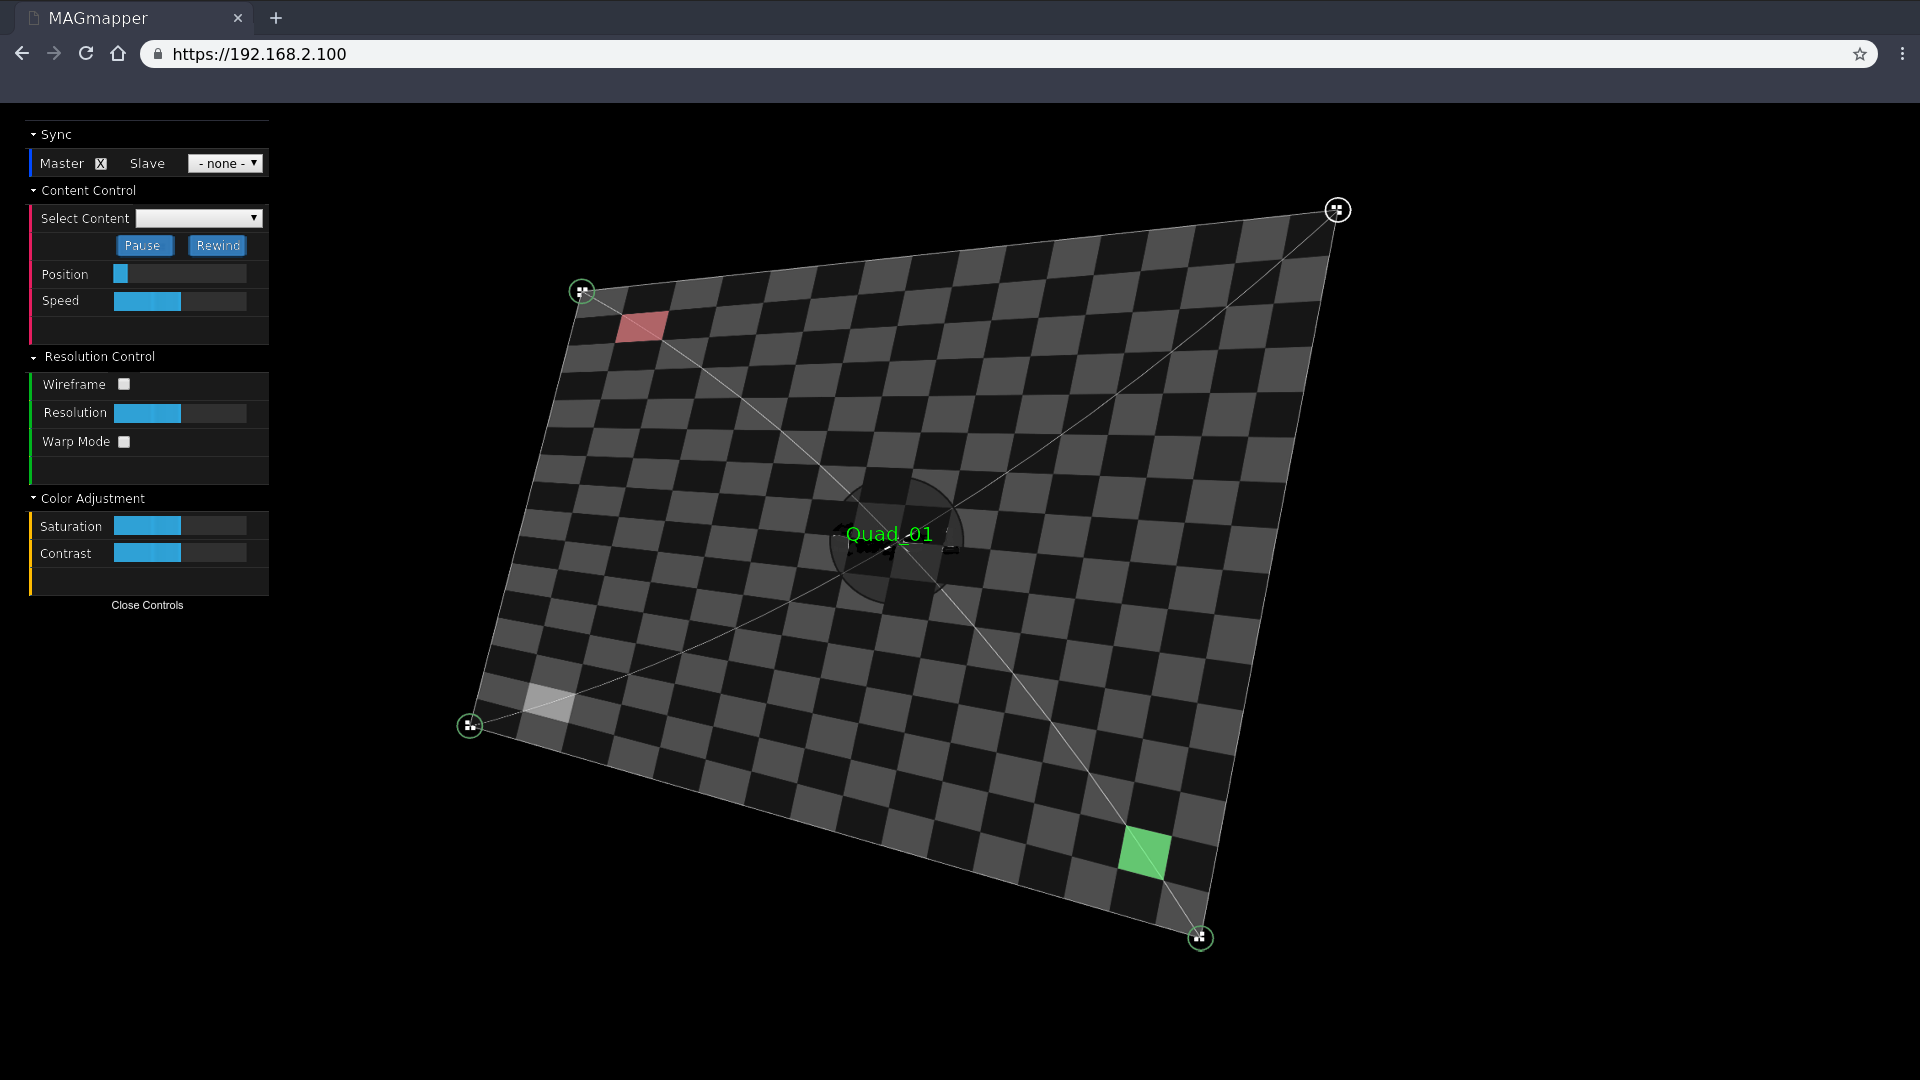 MAGmapper
https://192.168.2.100
Sync
Master X Slave - none -
Content Control
Select Content
Pause Rewind
Position
Speed
Resolution Control
Wireframe
Resolution
Warp Mode
Color Adjustment
Saturation
Contrast
Close Controls
Quad_01